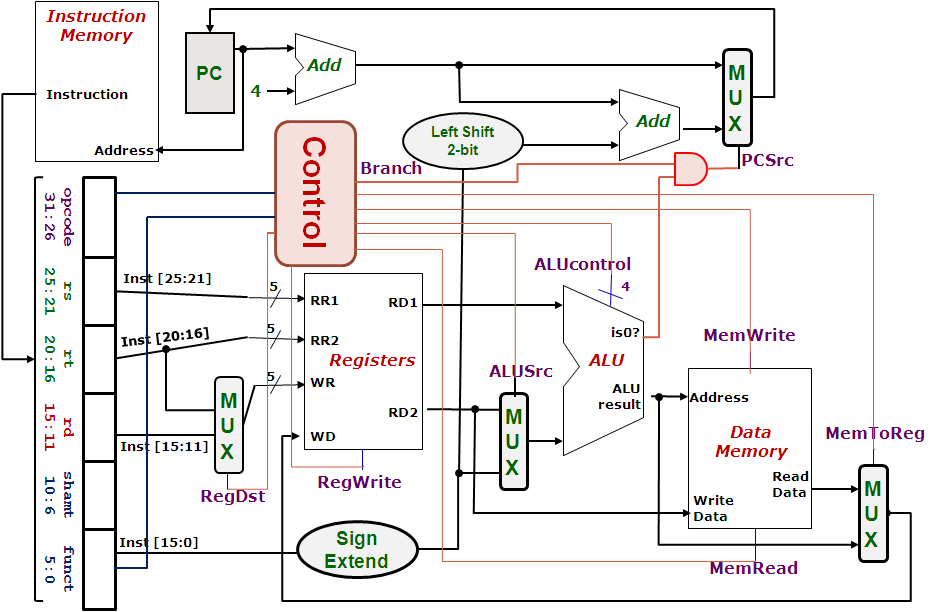 Instruction
Memory
Instruction
Address
PC
4
Add
Left Shift
2-bit
Add
M
U
X
PCSrc
Control
Branch
opcode
31:26
rs
25:21
rt
20:16
rd
15:11
shamt
10:6
funct
5:0
Inst [25:21]
Inst [20:16]
Inst [15:11]
Inst [15:0]
5
5
5
M
U
X
RegDst
RR1
RR2
WR
WD
Registers
RD1
RD2
RegWrite
Sign
Extend
ALUSrc
M
U
X
ALUcontrol
4
is0?
ALU
ALU
result
MemWrite
Address
Data
Memory
Read
Data
Write
Data
MemRead
MemToReg
M
U
X